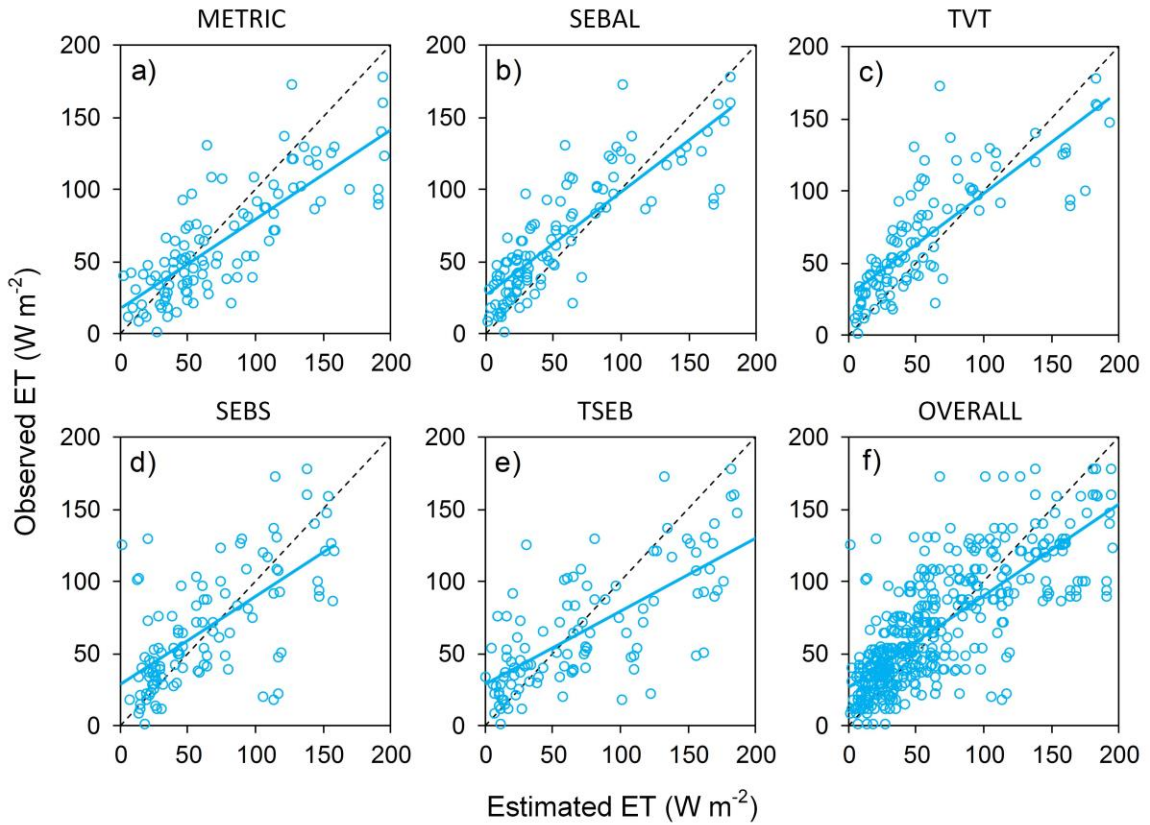 METRIC SEBAL TVT
a) b) c)
200 200 200
150 150 150
100 100 100
50 50 50
0 0 0
0 50 100 150 200 0 50 100 150 200 0 50 100 150 200
Observed ET (W m-2)
SEBS TSEB OVERALL
d) e) f)
200 200 200
150 150 150
100 100 100
50 50 50
0 0 0
0 50 100 150 200 0 50 100 150 200 0 50 100 150 200
Estimated ET (W m-2)